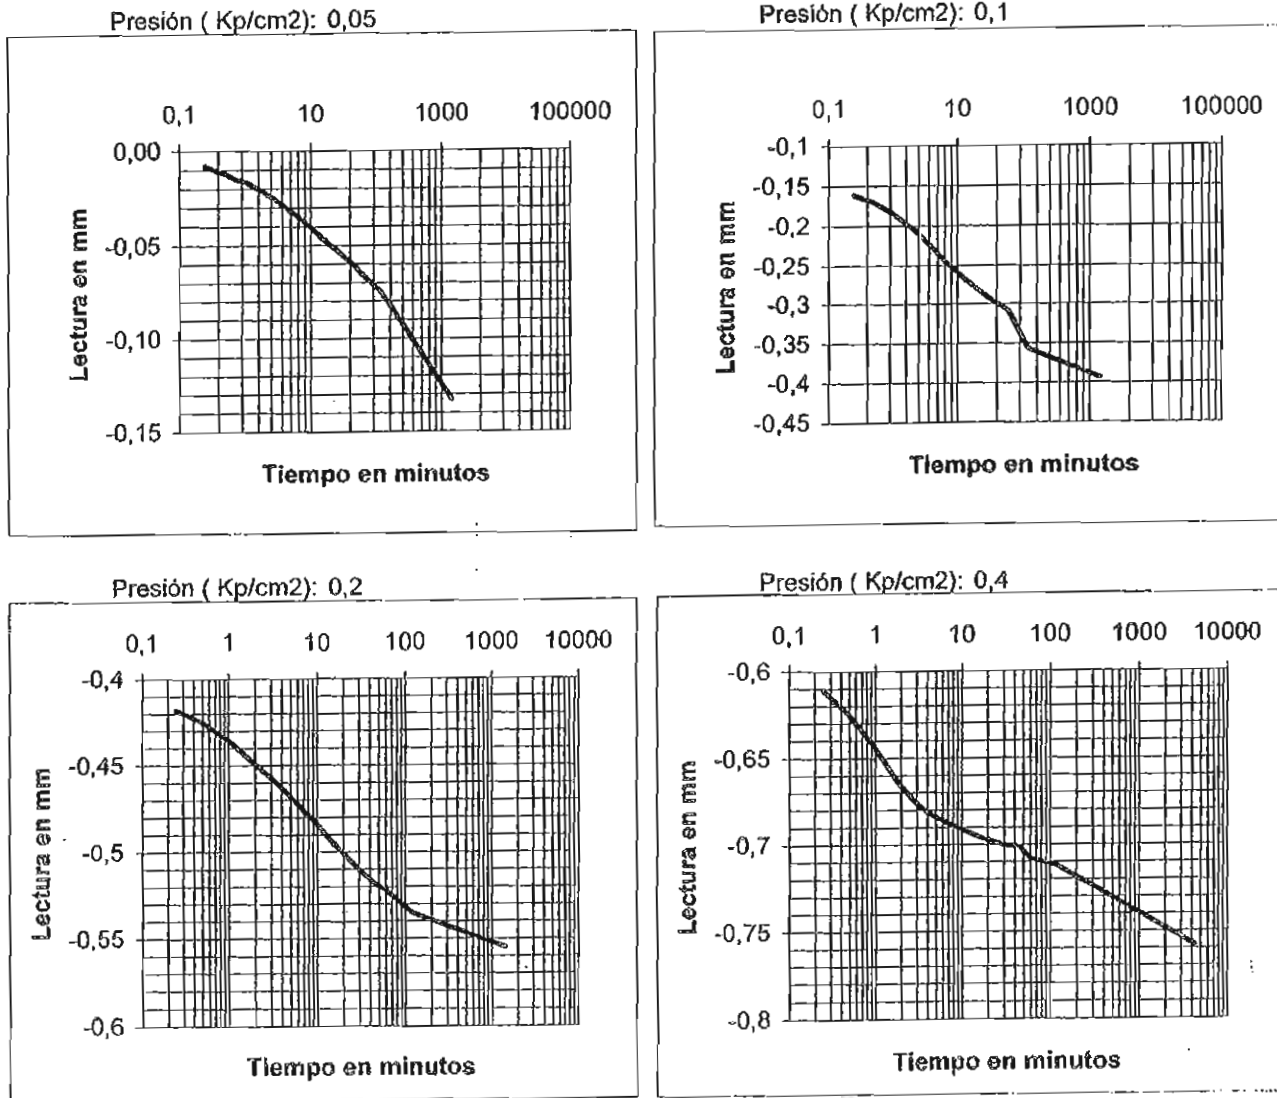 Presión ( Kp/cm2): 0,05
0,1 10 1000 100000
0,00
-0,05
-0,10
-0,15
Lectura en mm
Tiempo en minutos
Presión ( Kp/cm2): 0,1
0,1 10 1000 100000
-0,1
-0,15
-0,2
-0,25
-0,3
-0,35
-0,4
-0,45
Lectura en mm
Tiempo en minutos
Presión ( Kp/cm2): 0,2
0,1 1 10 100 1000 10000
-0,4
-0,45
-0,5
-0,55
-0,6
Lectura en mm
Tiempo en minutos
Presión ( Kp/cm2): 0,4
0,1 1 10 100 1000 10000
-0,6
-0,65
-0,7
-0,75
-0,8
Lectura en mm
Tiempo en minutos